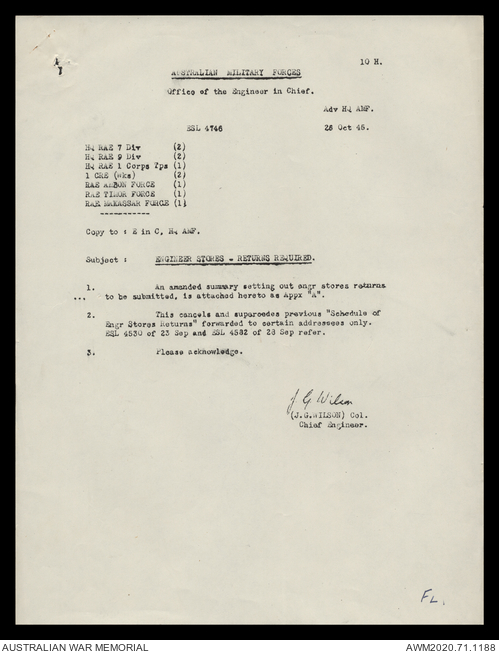 10 H.
AUSTRALIAN MILITARY FORCES
Office of the Engineer in Chief.
Adv HQ AMF.
ESL 4746
26 Oct 45.
HQ RAE 7 Div (2)
HQ RAE 9 Div (2)
HQ RAE 1 Corps Tps (1)
1 CRE (wks) (2)
RAE AMBON FORCE (1)
RAE TIMOR FORCE (1)
RAE MAKASSAR FORCE (1)
-----------
Copy to : E in C, HQ AMF.
Subject : ENGINEER STORES - RETURNS REQUIRED.
1. An amended summary setting out engr stores returns
... to be submitted, is attached hereto as Appx "A".
2. This cancels and supercedes previous "Schedule of
Engr Stores Returns" forwarded to certain addressees only.
ESL 4530 of 23 Sep and ESL 4582 of 28 Sep refer.
3. Please acknowledge.
J G Wilson
(J.G.WILSON) Col.
Chief Engineer.
FL.
AUSTRALIAN WAR MEMORIAL
AWM2020.71.1188